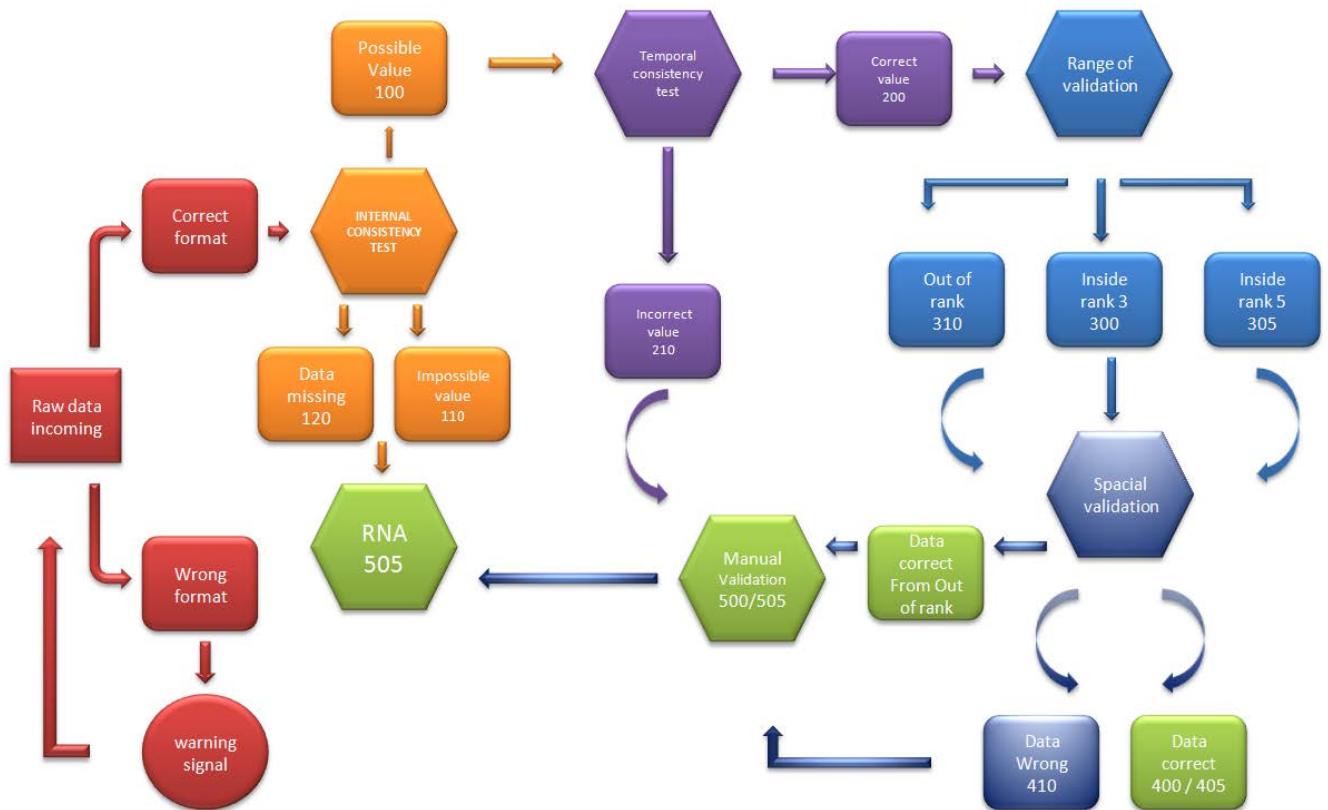 Possible
Value
100
Temporal
consistency
test
Correct
value
200
Range of
validation
Correct
format
INTERNAL
CONSISTENCY
TEST
Out of
rank
310
Inside
rank 3
300
Inside
rank 5
305
Incorrect
value
210
Data
missing
120
Impossible
value
110
Raw data
incoming
Spacial
validation
RNA
505
Manual
Validation
500/505
Data
correct
From Out
of rank
Wrong
format
warning
signal
Data
Wrong
410
Data
correct
400 / 405